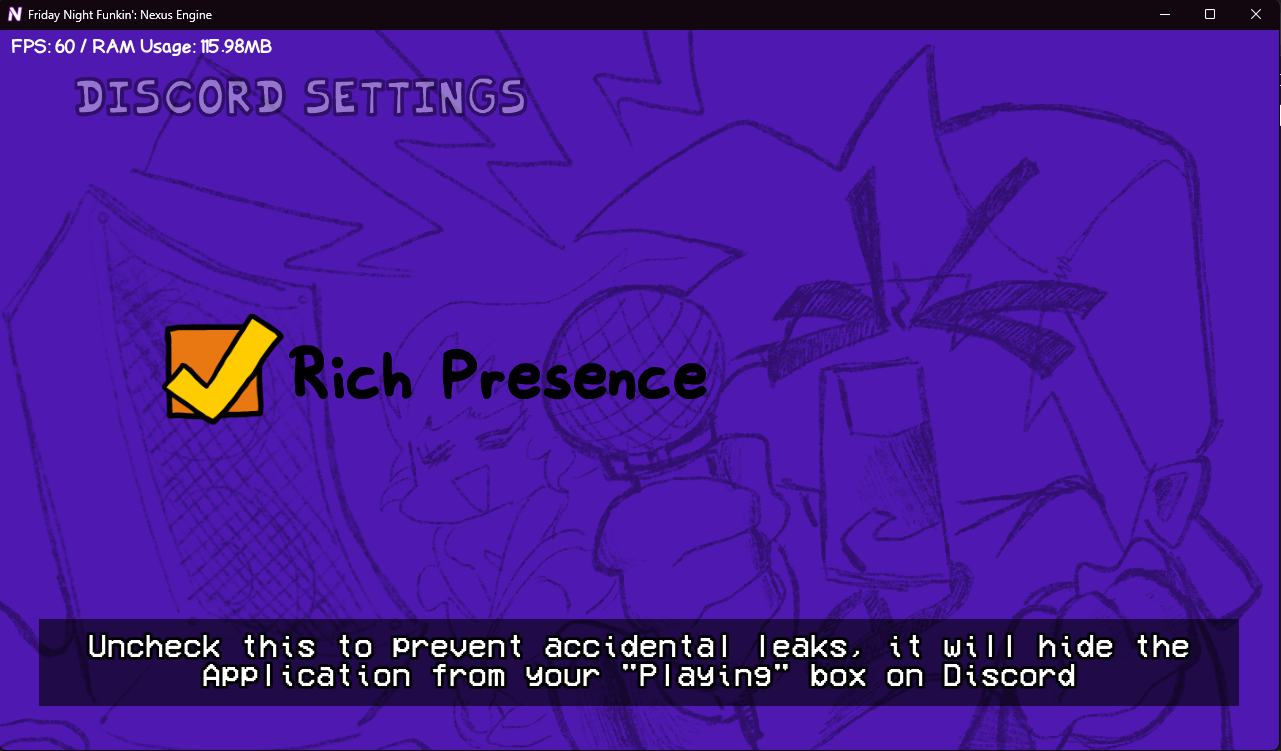 Friday Night Funkin': Nexus Engine
FPS: 60 / RAM Usage: 115.98MB
DISCORD SETTINGS
Rich Presence
Uncheck this to prevent accidental leaks, it will hide the
Application from your "Playing" box on Discord